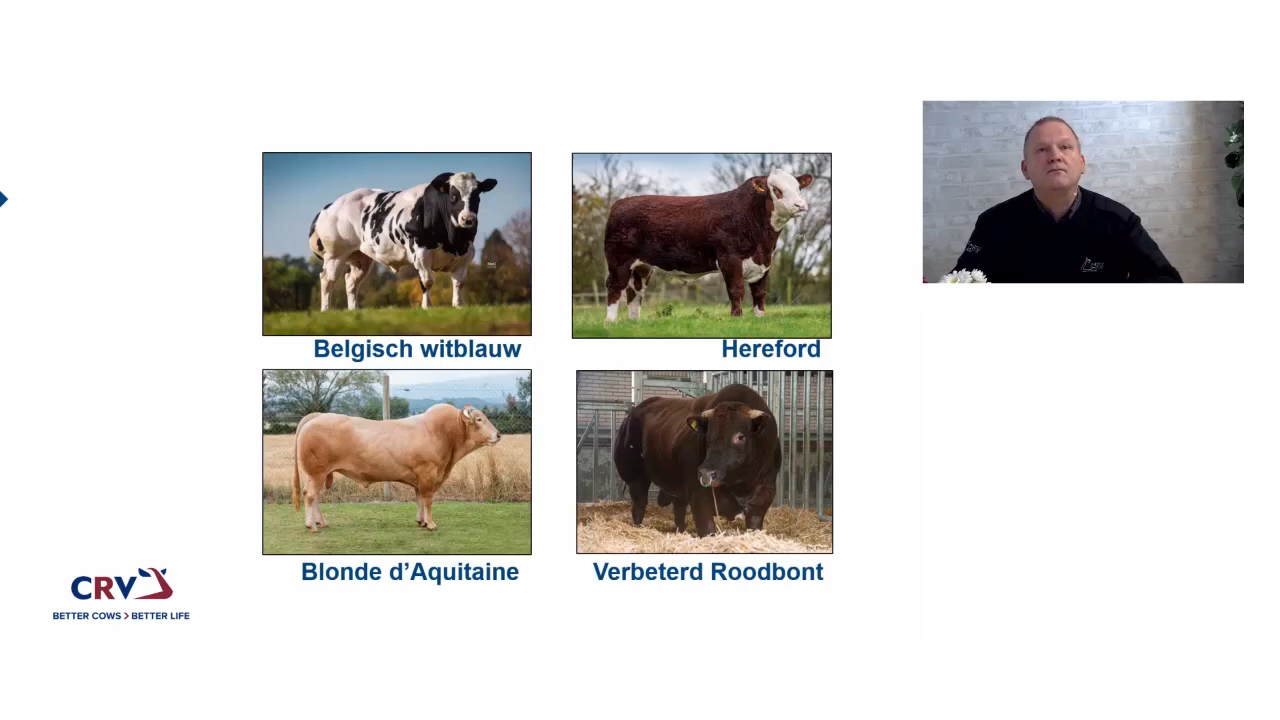 Belgisch witblauw
Hereford
Blonde d’Aquitaine
Verbeterd Roodbont
CRV
BETTER COWS > BETTER LIFE